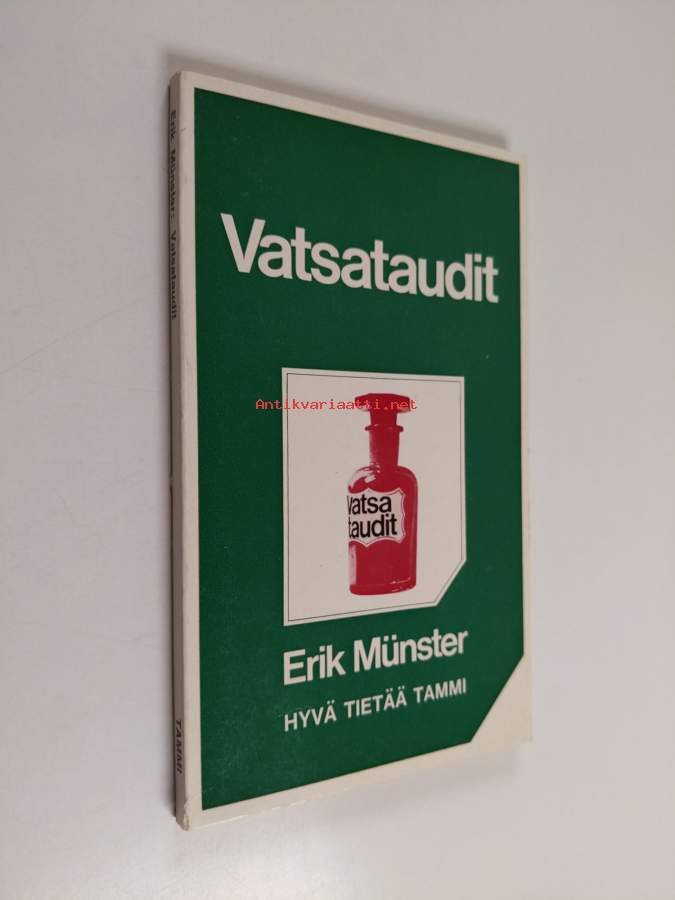 Erik Münster: Vatsataudit
TAMMI
Vatsataudit
Antikvariaatti.net
Vatsa
taudit
Erik Münster
HYVÄ TIETÄÄ TAMMI